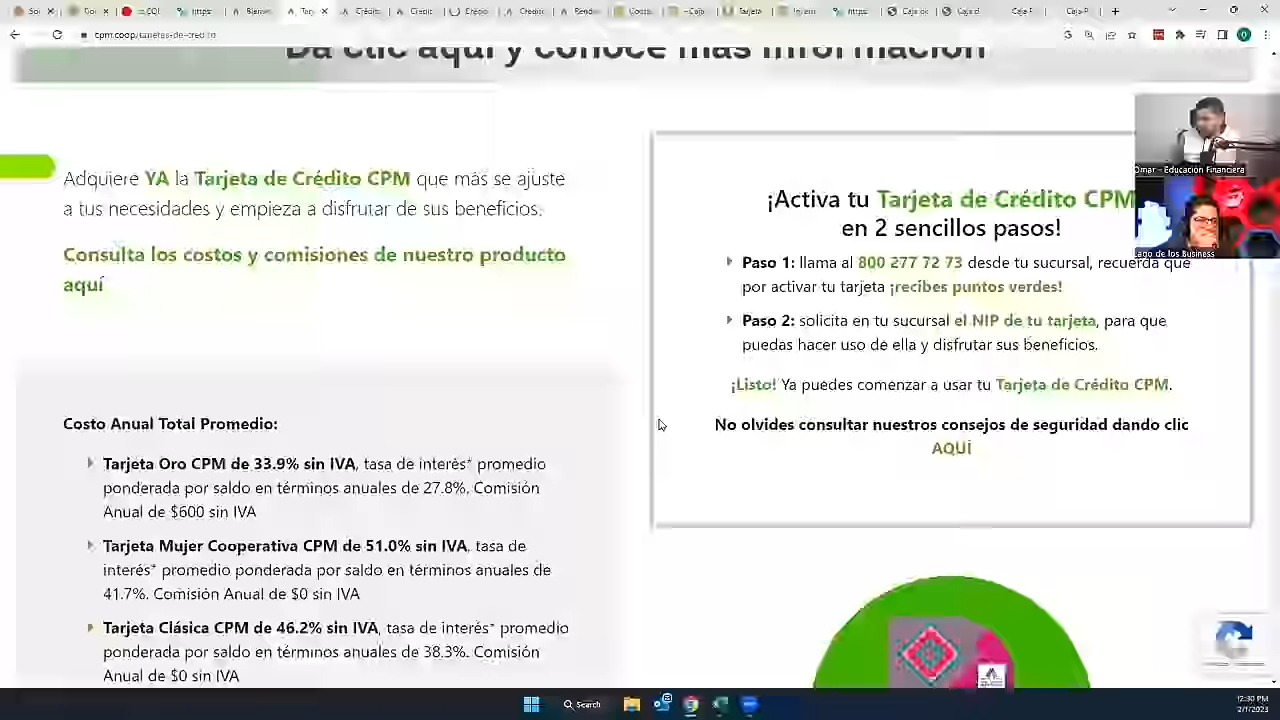 cpm.coop/tarjetas-de-credito
Da clic aquí y conoce más información
Adquiere YA la Tarjeta de Crédito CPM que más se ajuste
a tus necesidades y empieza a disfrutar de sus beneficios.
Consulta los costos y comisiones de nuestro producto
aquí
Costo Anual Total Promedio:
Tarjeta Oro CPM de 33.9% sin IVA, tasa de interés* promedio
ponderada por saldo en términos anuales de 27.8%. Comisión
Anual de $600 sin IVA
Tarjeta Mujer Cooperativa CPM de 51.0% sin IVA, tasa de
interés* promedio ponderada por saldo en términos anuales de
41.7%. Comisión Anual de $0 sin IVA
Tarjeta Clásica CPM de 46.2% sin IVA, tasa de interés* promedio
ponderada por saldo en términos anuales de 38.3%. Comisión
Anual de $0 sin IVA
¡Activa tu Tarjeta de Crédito CPM
en 2 sencillos pasos!
Paso 1: llama al 800 277 72 73 desde tu sucursal, recuerda que
por activar tu tarjeta ¡recibes puntos verdes!
Paso 2: solicita en tu sucursal el NIP de tu tarjeta, para que
puedas hacer uso de ella y disfrutar sus beneficios.
¡Listo! Ya puedes comenzar a usar tu Tarjeta de Crédito CPM.
No olvides consultar nuestros consejos de seguridad dando clic
AQUÍ
Omar - Educación Financiera
Lago de los Business
Search
12:30 PM
2/1/2023